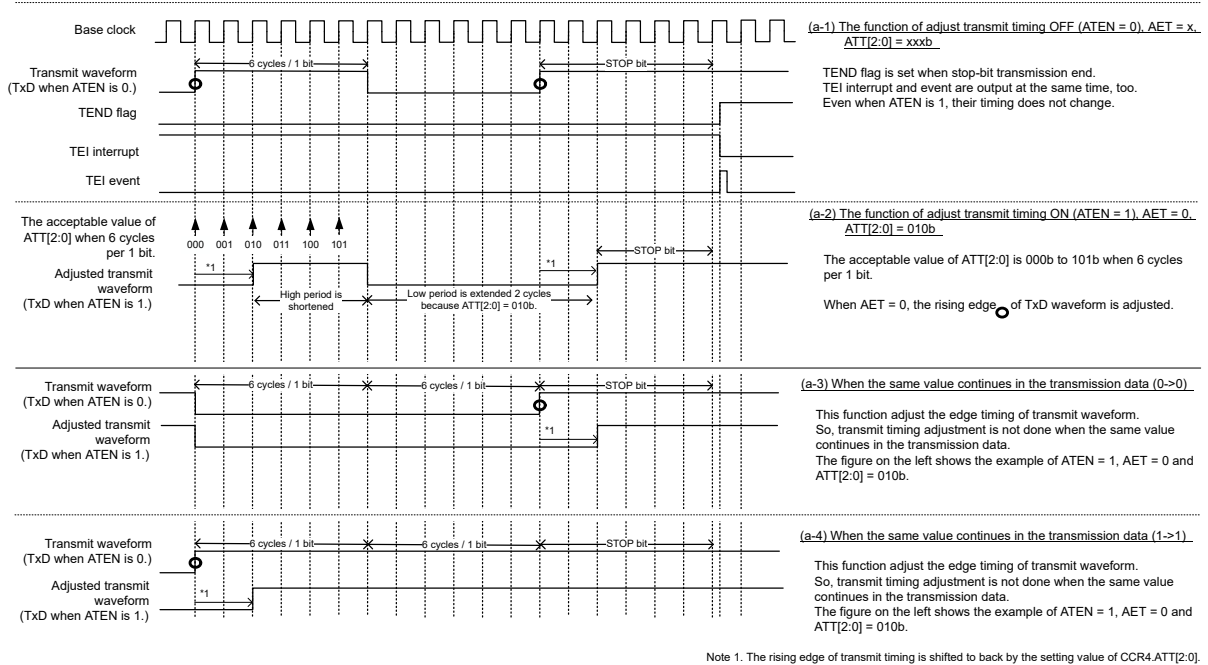 Base clock
Transmit waveform
(TxD when ATEN is 0.)
6 cycles / 1 bit
STOP bit
TEND flag
TEI interrupt
TEI event
(a-1) The function of adjust transmit timing OFF (ATEN = 0), AET = x,
ATT[2:0] = xxxb
TEND flag is set when stop-bit transmission end.
TEI interrupt and event are output at the same time, too.
Even when ATEN is 1, their timing does not change.
The acceptable value of
ATT[2:0] when 6 cycles
per 1 bit.
000 001 010 011 100 101
Adjusted transmit
waveform
(TxD when ATEN is 1.)
*1
High period is
shortened
Low period is extended 2 cycles
because ATT[2:0] = 010b.
*1
STOP bit
(a-2) The function of adjust transmit timing ON (ATEN = 1), AET = 0,
ATT[2:0] = 010b
The acceptable value of ATT[2:0] is 000b to 101b when 6 cycles
per 1 bit.
When AET = 0, the rising edge of TxD waveform is adjusted.
Transmit waveform
(TxD when ATEN is 0.)
6 cycles / 1 bit
6 cycles / 1 bit
STOP bit
Adjusted transmit
waveform
(TxD when ATEN is 1.)
*1
(a-3) When the same value continues in the transmission data (0->0)
This function adjust the edge timing of transmit waveform.
So, transmit timing adjustment is not done when the same value
continues in the transmission data.
The figure on the left shows the example of ATEN = 1, AET = 0 and
ATT[2:0] = 010b.
Transmit waveform
(TxD when ATEN is 0.)
6 cycles / 1 bit
6 cycles / 1 bit
STOP bit
Adjusted transmit
waveform
(TxD when ATEN is 1.)
*1
(a-4) When the same value continues in the transmission data (1->1)
This function adjust the edge timing of transmit waveform.
So, transmit timing adjustment is not done when the same value
continues in the transmission data.
The figure on the left shows the example of ATEN = 1, AET = 0 and
ATT[2:0] = 010b.
Note 1. The rising edge of transmit timing is shifted to back by the setting value of CCR4.ATT[2:0].